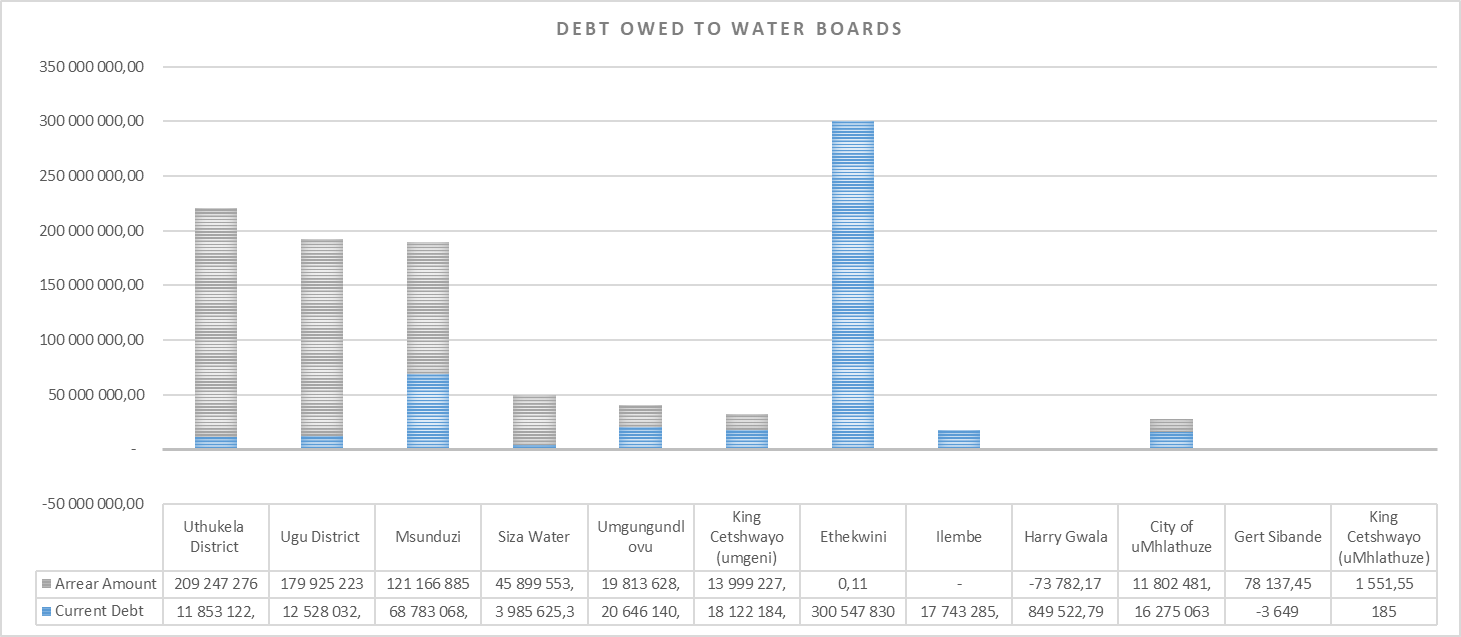 DEBT OWED TO WATER BOARDS
350 000 000,00
300 000 000,00
250 000 000,00
200 000 000,00
150 000 000,00
100 000 000,00
50 000 000,00
-
-50 000 000,00
Uthukela District Ugu District Msunduzi Siza Water Umgungundl ovu King Cetshwayo (umgeni) Ethekwini Ilembe Harry Gwala City of uMhlathuze Gert Sibande King Cetshwayo (uMhlathuze)
Arrear Amount 209 247 276 179 925 223 121 166 885 45 899 553, 19 813 628, 13 999 227, 0,11 - -73 782,17 11 802 481, 78 137,45 1 551,55
Current Debt 11 853 122, 12 528 032, 68 783 068, 3 985 625,3 20 646 140, 18 122 184, 300 547 830 17 743 285, 849 522,79 16 275 063 -3 649 185